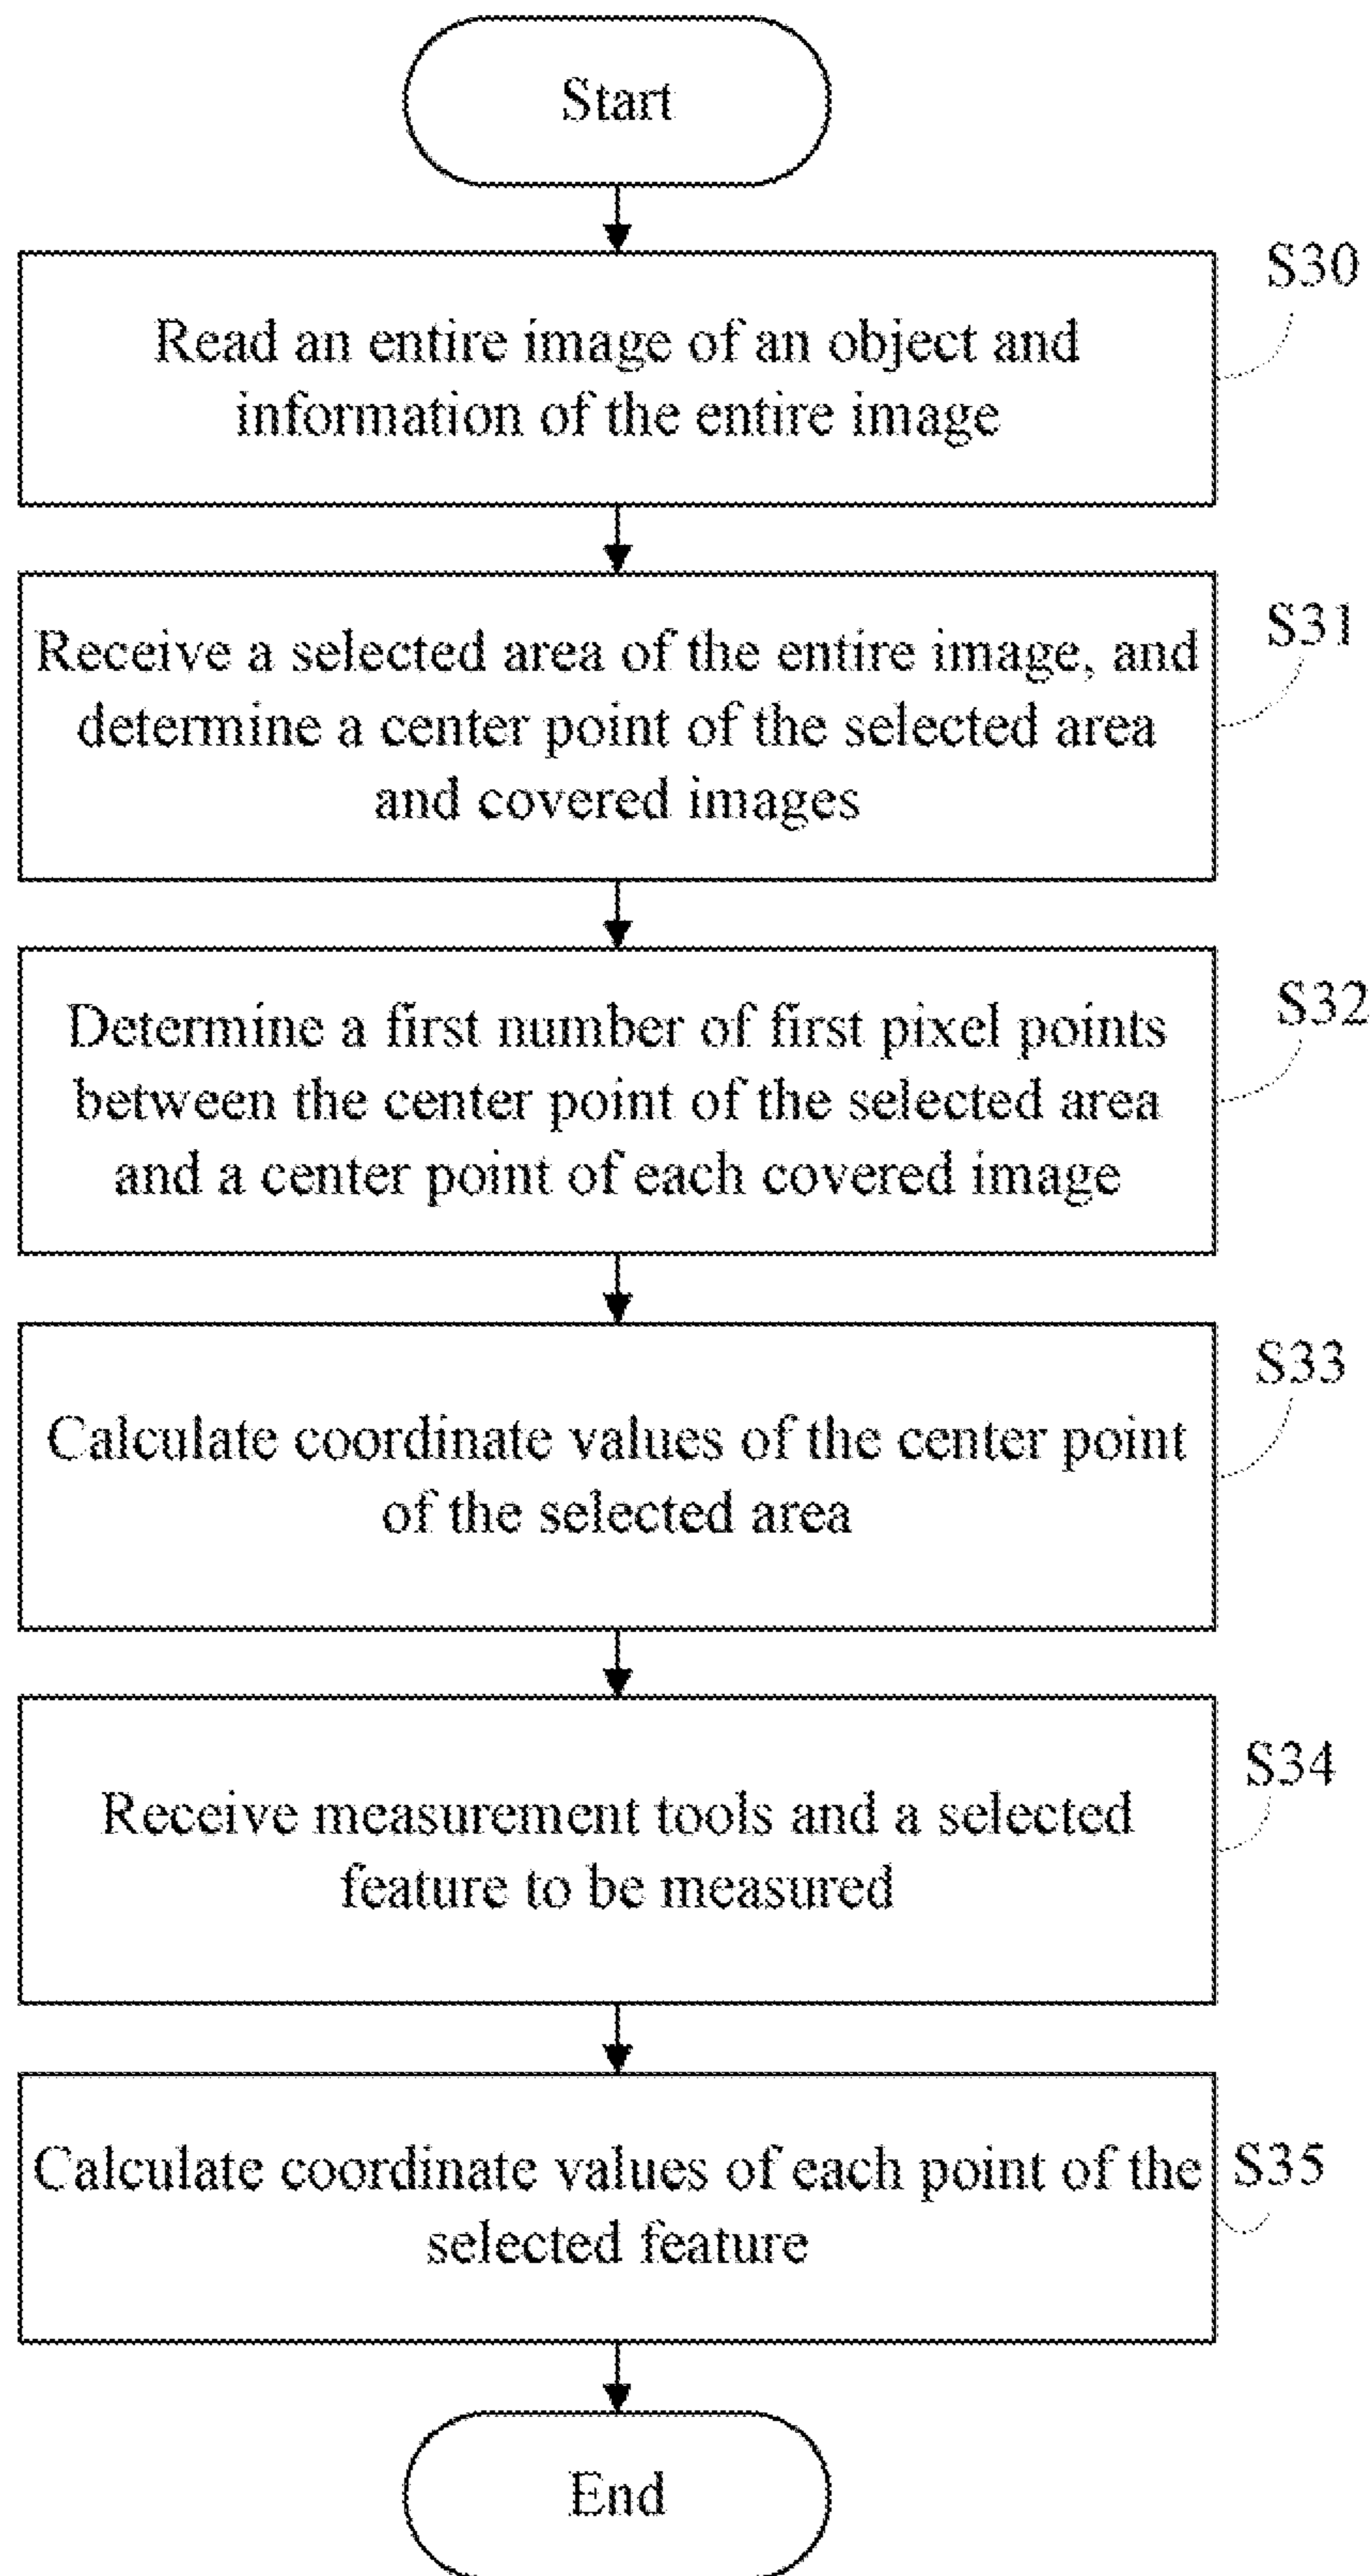 Start
S30
Read an entire image of an object and
information of the entire image
S31
Receive a selected area of the entire image, and
determine a center point of the selected area
and covered images
S32
Determine a first number of first pixel points
between the center point of the selected area
and a center point of each covered image
S33
Calculate coordinate values of the center point
of the selected area
S34
Receive measurement tools and a selected
feature to be measured
S35
Calculate coordinate values of each point of the
selected feature
End